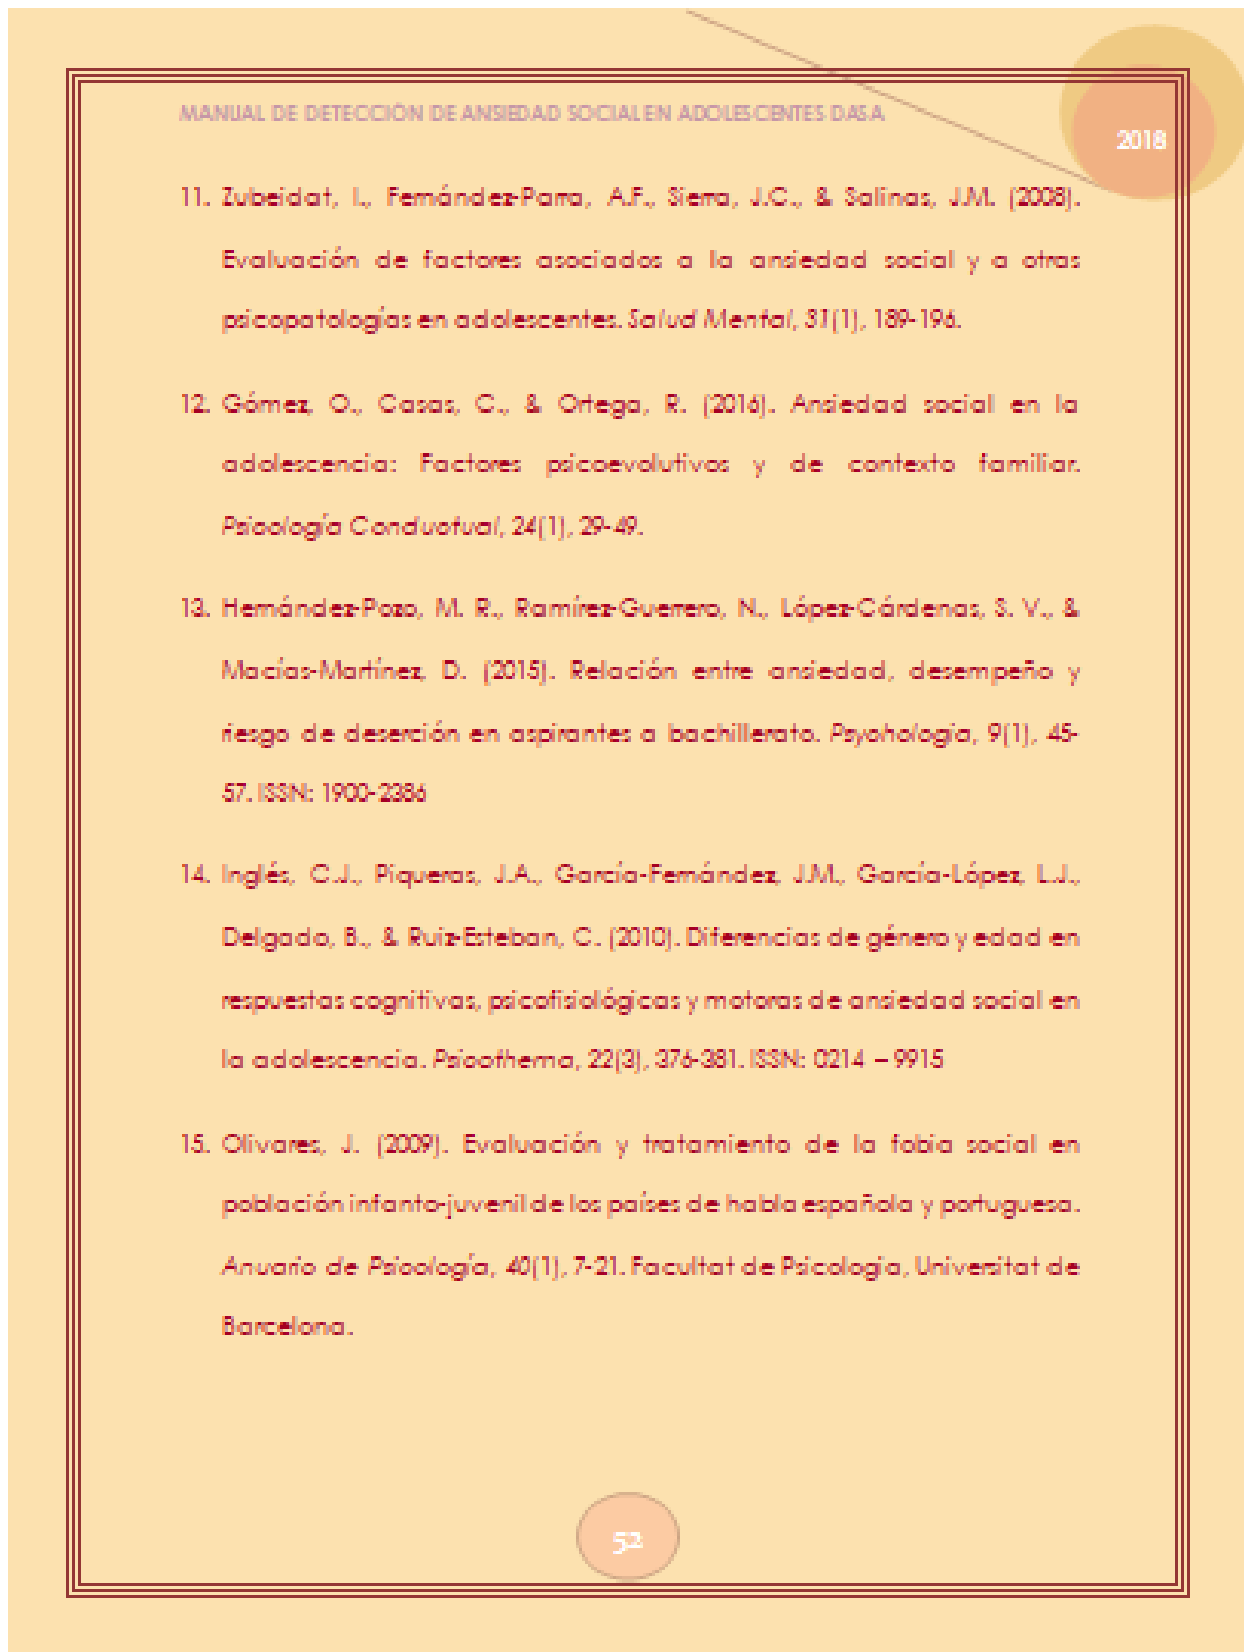 MANUAL DE DETECCIÓN DE ANSIEDAD SOCIAL EN ADOLESCENTES DASA
2018
11. Zubeidat, I., Fernández-Parra, A.F., Sierra, J.C., & Salinas, J.M. (2008).
Evaluación de factores asociados a la ansiedad social y a otras
psicopatologías en adolescentes. Salud Mental, 31(1), 189-196.
12. Gómez, O., Casas, C., & Ortega, R. (2016). Ansiedad social en la
adolescencia: Factores psicoevolutivos y de contexto familiar.
Psicología Conductual, 24(1), 29-49.
13. Hernández-Pozo, M. R., Ramírez-Guerrero, N., López-Cárdenas, S. V., &
Macías-Martínez, D. (2015). Relación entre ansiedad, desempeño y
riesgo de deserción en aspirantes a bachillerato. Psychologia, 9(1), 45-
57. ISSN: 1900-2386
14. Inglés, C.J., Piqueras, J.A., García-Fernández, J.M., García-López, L.J.,
Delgado, B., & Ruiz-Esteban, C. (2010). Diferencias de género y edad en
respuestas cognitivas, psicofisiológicas y motoras de ansiedad social en
la adolescencia. Psicothema, 22(3), 376-381. ISSN: 0214 – 9915
15. Olivares, J. (2009). Evaluación y tratamiento de la fobia social en
población infanto-juvenil de los países de habla española y portuguesa.
Anuario de Psicología, 40(1), 7-21. Facultat de Psicologia, Universitat de
Barcelona.
52